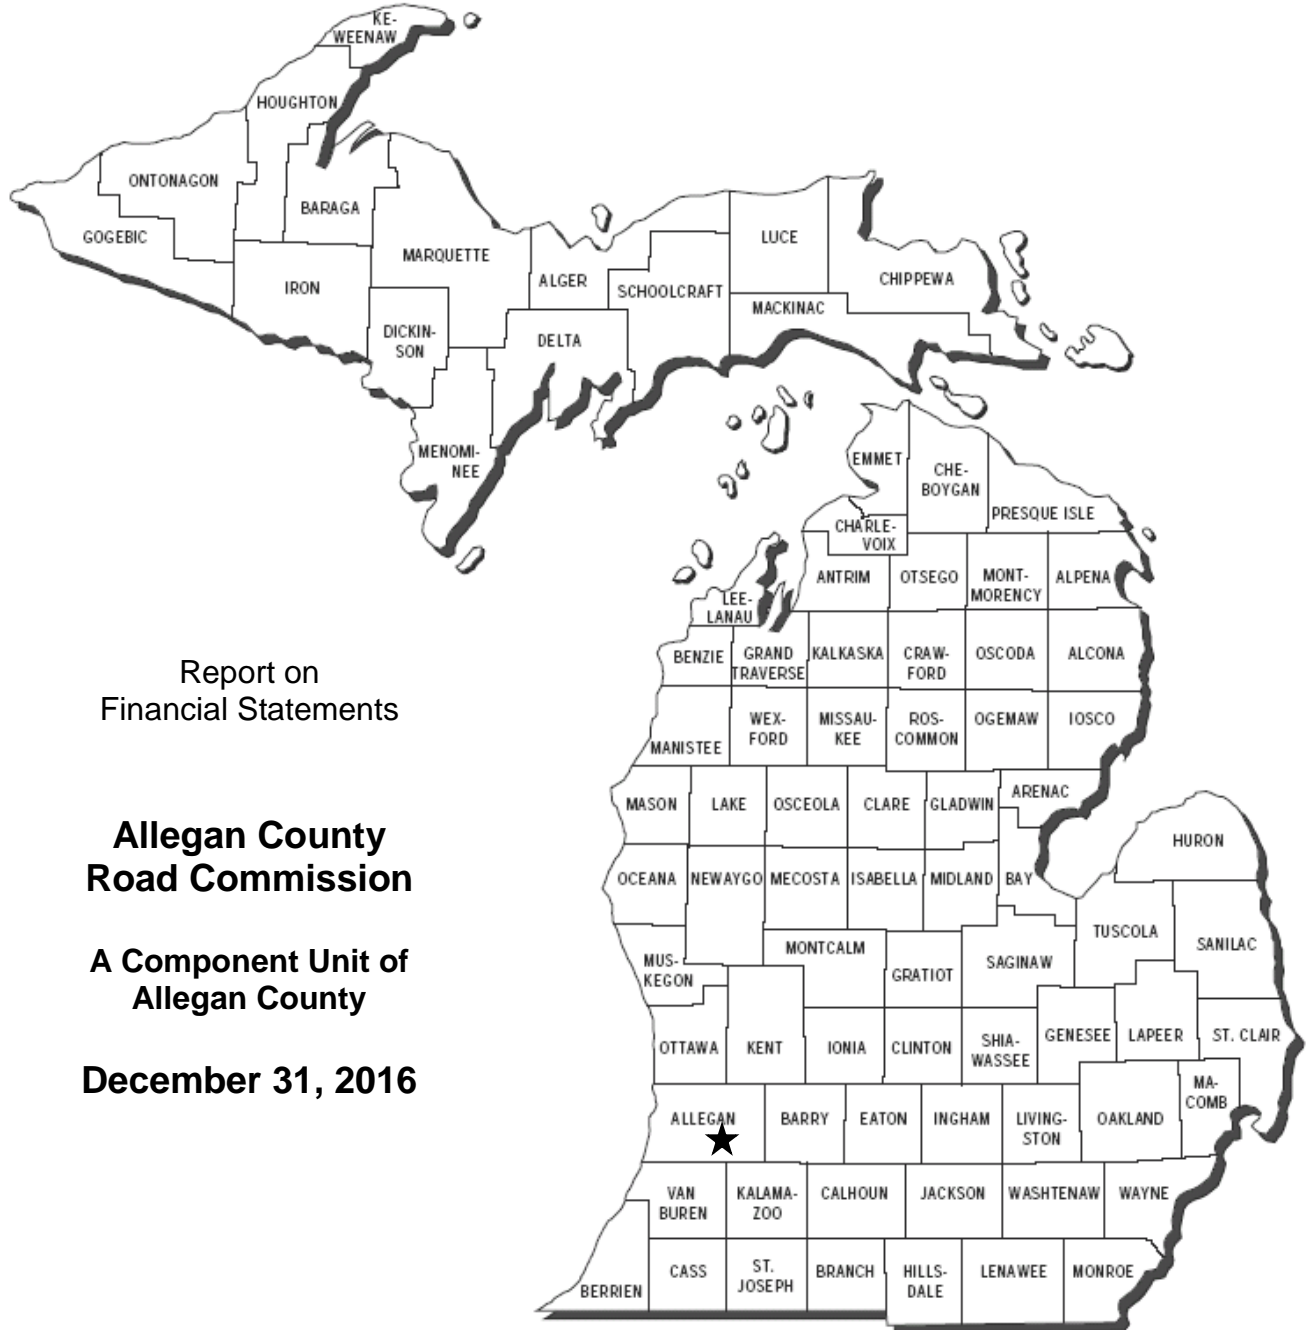 KE-
WEENAW
HOUGHTON
ONTONAGON
BARAGA
GOGEBIC
MARQUETTE
IRON
ALGER
LUCE
SCHOOLCRAFT
CHIPPEWA
MACKINAC
DICKIN-
SON
DELTA
MENOMI-
NEE
EMMET
CHE-
BOYGAN
PRESQUE ISLE
CHARLE-
VOIX
ANTRIM
OTSEGO
MONT-
MORENCY
ALPENA
LEE-
LANAU
BENZIE
GRAND
TRAVERSE
KALKASKA
CRAW-
FORD
OSCODA
ALCONA
Report on
Financial Statements
MANISTEE
WEX-
FORD
MISSAU-
KEE
ROS-
COMMON
OGEMAW
IOSCO
MASON
LAKE
OSCEOLA
CLARE
GLADWIN
ARENAC
Allegan County
Road Commission
HURON
OCEANA
NEWAYGO
MECOSTA
ISABELLA
MIDLAND
BAY
TUSCOLA
SANILAC
A Component Unit of
Allegan County
MUS-
KEGON
MONTCALM
GRATIOT
SAGINAW
December 31, 2016
OTTAWA
KENT
IONIA
CLINTON
SHIA-
WASSEE
GENESEE
LAPEER
ST. CLAIR
ALLEGAN
BARRY
EATON
INGHAM
LIVING-
STON
OAKLAND
MA-
COMB
VAN
BUREN
KALAMA-
ZOO
CALHOUN
JACKSON
WASHTENAW
WAYNE
BERRIEN
CASS
ST.
JOSEPH
BRANCH
HILLS-
DALE
LENAWEE
MONROE